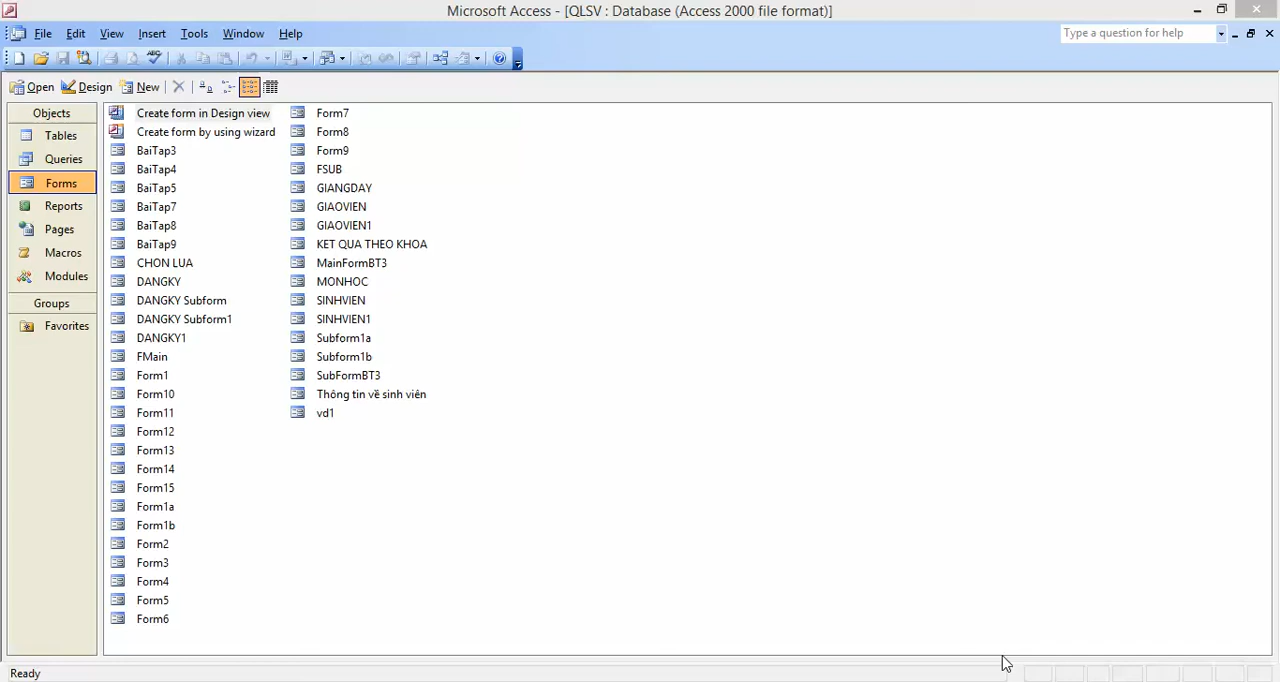 Microsoft Access - [QLSV : Database (Access 2000 file format)]
File Edit View Insert Tools Window Help
Type a question for help
Open Design New
Objects
Tables
Queries
Forms
Reports
Pages
Macros
Modules
Groups
Favorites
Create form in Design view
Create form by using wizard
BaiTap3
BaiTap4
BaiTap5
BaiTap7
BaiTap8
BaiTap9
CHON LUA
DANGKY
DANGKY Subform
DANGKY Subform1
DANGKY1
FMain
Form1
Form10
Form11
Form12
Form13
Form14
Form15
Form1a
Form1b
Form2
Form3
Form4
Form5
Form6
Form7
Form8
Form9
FSUB
GIANGDAY
GIAOVIEN
GIAOVIEN1
KET QUA THEO KHOA
MainFormBT3
MONHOC
SINHVIEN
SINHVIEN1
Subform1a
Subform1b
SubFormBT3
Thông tin về sinh viên
vd1
Ready